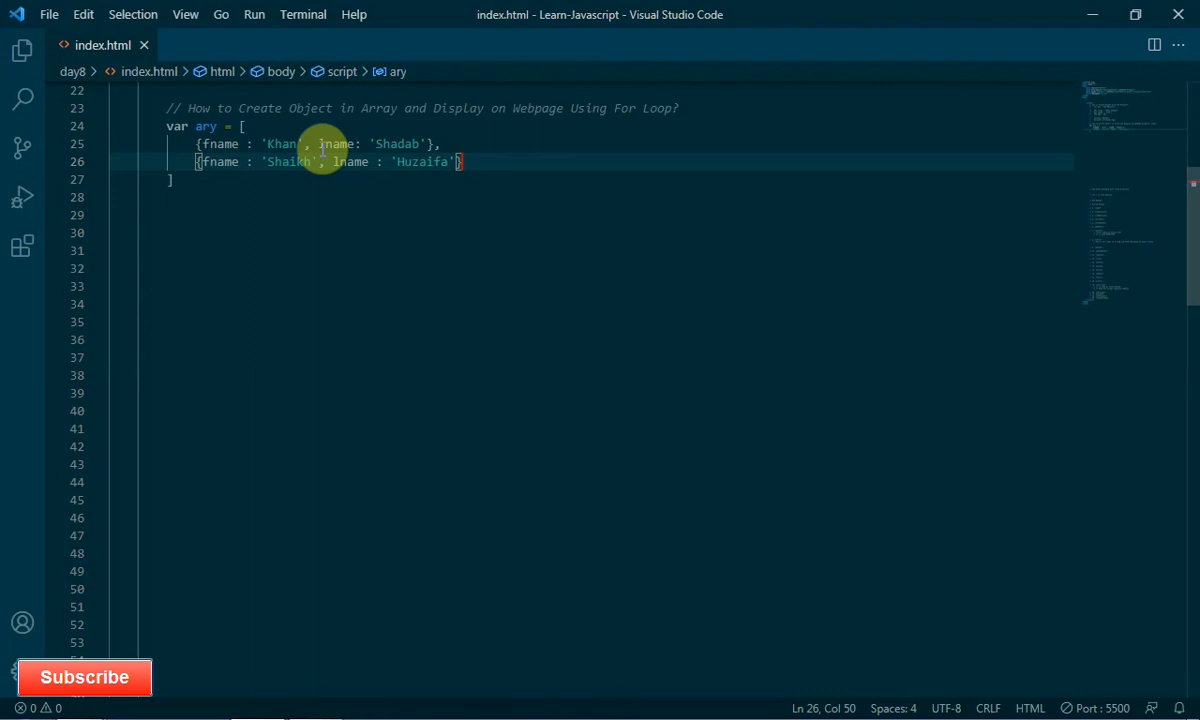 File Edit Selection View Go Run Terminal Help
index.html - Learn-Javascript - Visual Studio Code
index.html
day8 > index.html > html > body > script > ary
22
23 // How to Create Object in Array and Display on Webpage Using For Loop?
24 var ary = [
25 {fname : 'Khan', lname: 'Shadab'},
26 {fname : 'Shaikh', lname : 'Huzaifa'}
27 ]
28
29
30
31
32
33
34
35
36
37
38
39
40
41
42
43
44
45
46
47
48
49
50
51
52
53
Subscribe
0 0 Ln 26, Col 50 Spaces: 4 UTF-8 CRLF HTML Port : 5500